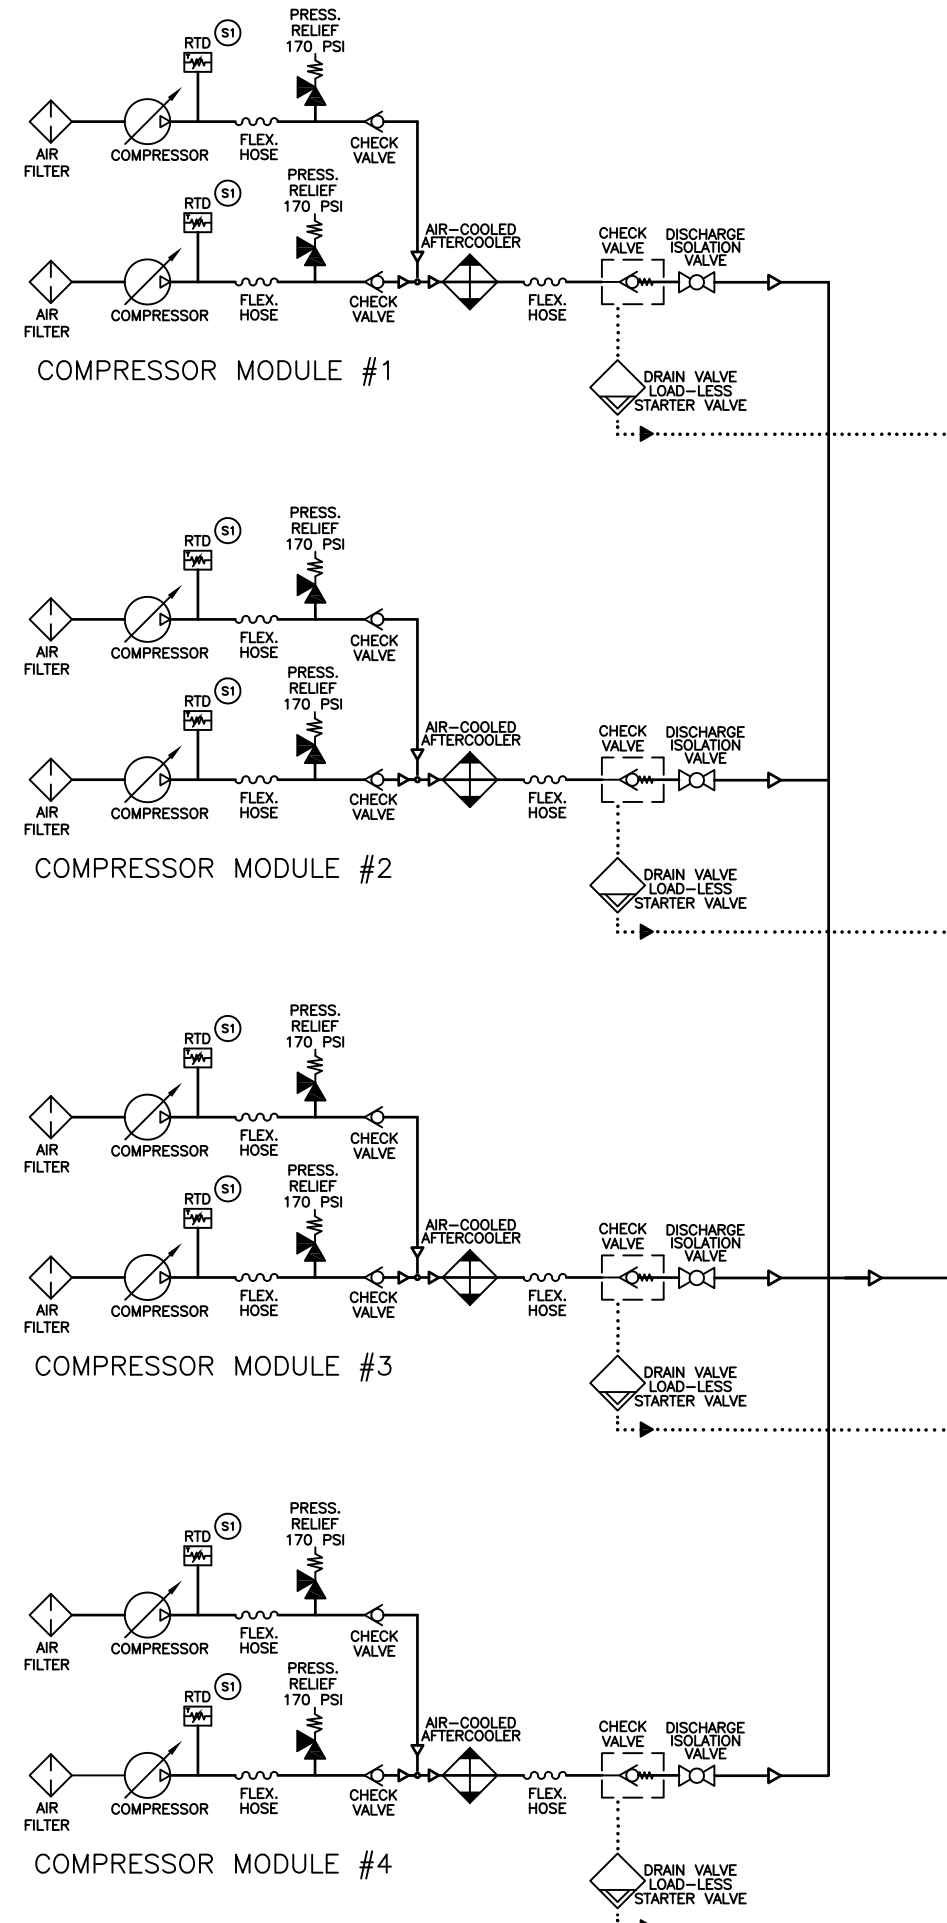 PRESS.
RELIEF
170 PSI
S1
RTD
AIR
FILTER
COMPRESSOR
FLEX.
HOSE
CHECK
VALVE
PRESS.
RELIEF
170 PSI
S1
RTD
AIR
FILTER
COMPRESSOR
FLEX.
HOSE
CHECK
VALVE
AIR-COOLED
AFTERCOOLER
FLEX.
HOSE
CHECK
VALVE
DISCHARGE
ISOLATION
VALVE
COMPRESSOR MODULE #1
DRAIN VALVE
LOAD-LESS
STARTER VALVE
PRESS.
RELIEF
170 PSI
S1
RTD
AIR
FILTER
COMPRESSOR
FLEX.
HOSE
CHECK
VALVE
PRESS.
RELIEF
170 PSI
S1
RTD
AIR
FILTER
COMPRESSOR
FLEX.
HOSE
CHECK
VALVE
AIR-COOLED
AFTERCOOLER
FLEX.
HOSE
CHECK
VALVE
DISCHARGE
ISOLATION
VALVE
COMPRESSOR MODULE #2
DRAIN VALVE
LOAD-LESS
STARTER VALVE
PRESS.
RELIEF
170 PSI
S1
RTD
AIR
FILTER
COMPRESSOR
FLEX.
HOSE
CHECK
VALVE
PRESS.
RELIEF
170 PSI
S1
RTD
AIR
FILTER
COMPRESSOR
FLEX.
HOSE
CHECK
VALVE
AIR-COOLED
AFTERCOOLER
FLEX.
HOSE
CHECK
VALVE
DISCHARGE
ISOLATION
VALVE
COMPRESSOR MODULE #3
DRAIN VALVE
LOAD-LESS
STARTER VALVE
PRESS.
RELIEF
170 PSI
S1
RTD
AIR
FILTER
COMPRESSOR
FLEX.
HOSE
CHECK
VALVE
PRESS.
RELIEF
170 PSI
S1
RTD
AIR
FILTER
COMPRESSOR
FLEX.
HOSE
CHECK
VALVE
AIR-COOLED
AFTERCOOLER
FLEX.
HOSE
CHECK
VALVE
DISCHARGE
ISOLATION
VALVE
COMPRESSOR MODULE #4
DRAIN VALVE
LOAD-LESS
STARTER VALVE